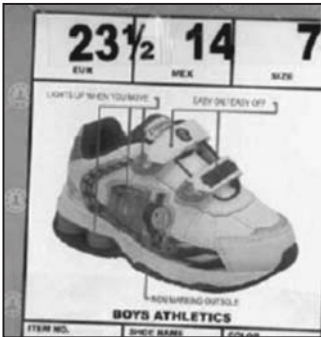 23½ 14 7
EUR MEX SIZE
LIGHTS UP WHEN YOU MOVE EASY ON/EASY OFF
NON MARKING OUTSOLE
BOYS ATHLETICS
ITEM NO. SHOE NAME COLOR